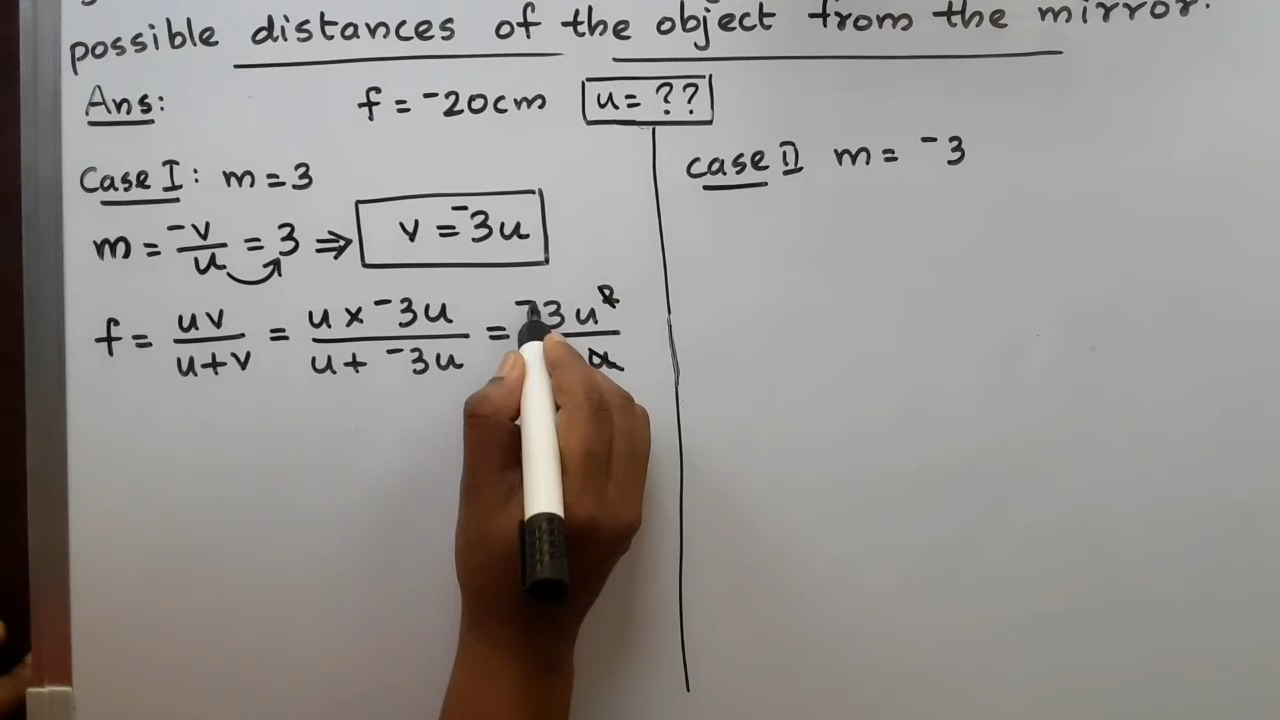 possible distances of the object from the mirror.
Ans: f = -20cm u = ??
Case I: m = 3
m = -v/u = 3 ⇒ v = -3u
f = uv/u+v = u x -3u/u+ -3u = -3u²/u
case II m = -3